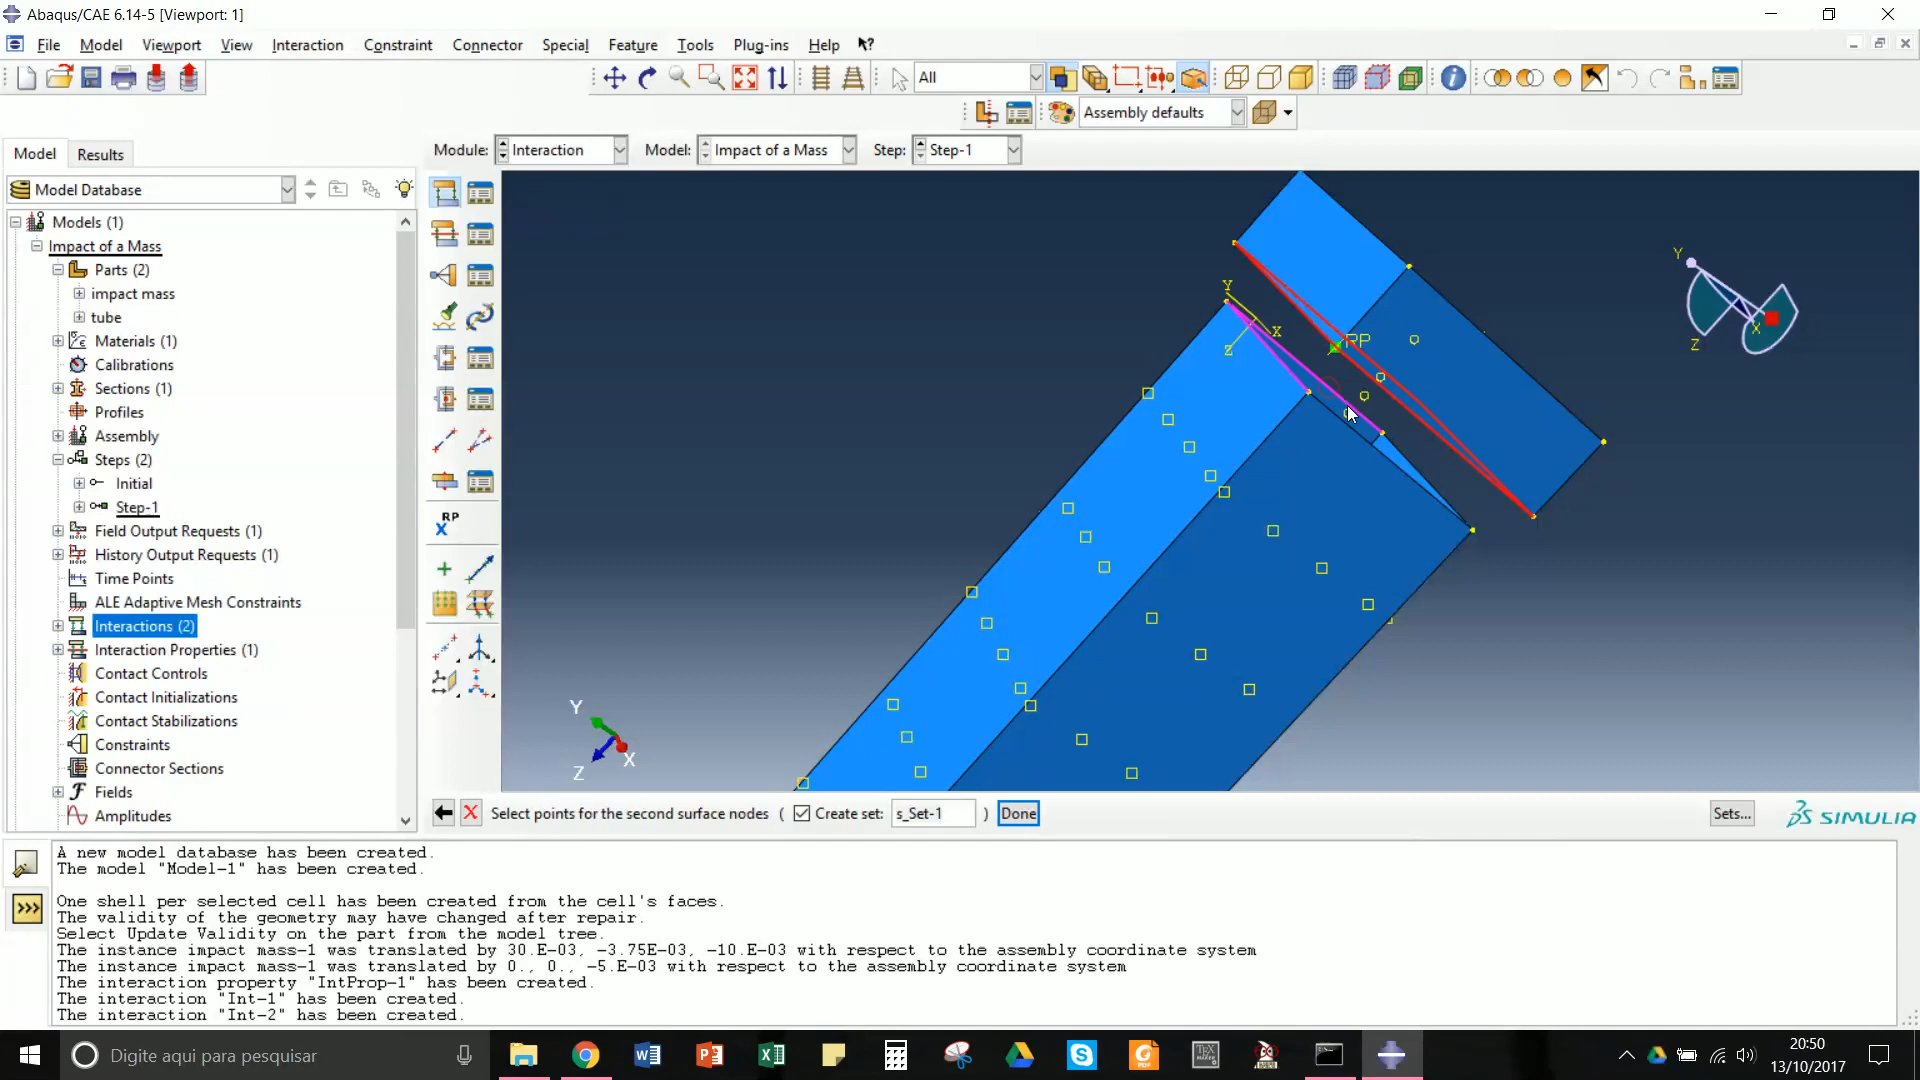 Abaqus/CAE 6.14-5 [Viewport: 1]
File Model Viewport View Interaction Constraint Connector Special Feature Tools Plug-ins Help
All
Assembly defaults
Model Results
Module: Interaction Model: Impact of a Mass Step: Step-1
Model Database
Models (1)
Impact of a Mass
Parts (2)
impact mass
tube
Materials (1)
Calibrations
Sections (1)
Profiles
Assembly
Steps (2)
Initial
Step-1
Field Output Requests (1)
History Output Requests (1)
Time Points
ALE Adaptive Mesh Constraints
Interactions (2)
Interaction Properties (1)
Contact Controls
Contact Initializations
Contact Stabilizations
Constraints
Connector Sections
Fields
Amplitudes
RP
X
Y
X
Z
RP
Y
X
Z
Y
X
Z
Select points for the second surface nodes ( Create set: s_Set-1 ) Done
Sets...
SIMULIA
A new model database has been created.
The model "Model-1" has been created.
One shell per selected cell has been created from the cell's faces.
The validity of the geometry may have changed after repair.
Select Update Validity on the part from the model tree.
The instance impact mass-1 was translated by 30.E-03, -3.75E-03, -10.E-03 with respect to the assembly coordinate system
The instance impact mass-1 was translated by 0., 0., -5.E-03 with respect to the assembly coordinate system
The interaction property "IntProp-1" has been created.
The interaction "Int-1" has been created.
The interaction "Int-2" has been created.
>>>
Digite aqui para pesquisar
20:50
13/10/2017